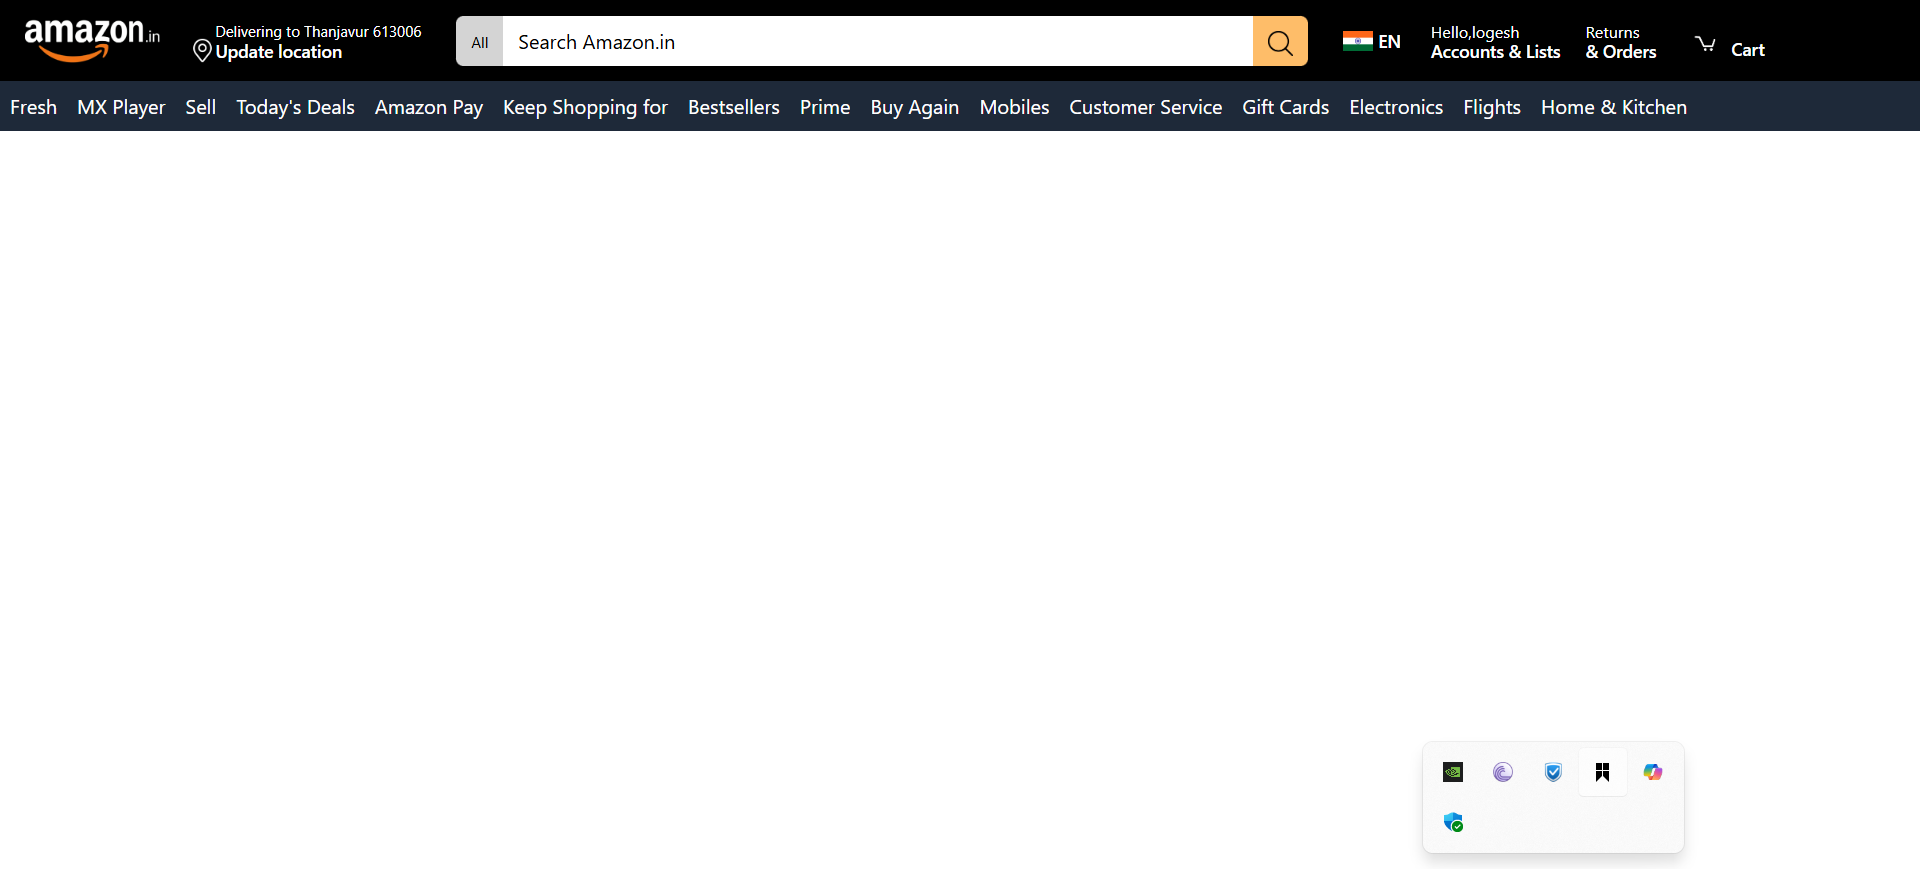 amazon.in
Delivering to Thanjavur 613006
Update location
All
Search Amazon.in
EN
Hello,logesh
Accounts & Lists
Returns
& Orders
Cart
Fresh MX Player Sell Today's Deals Amazon Pay Keep Shopping for Bestsellers Prime Buy Again Mobiles Customer Service Gift Cards Electronics Flights Home & Kitchen